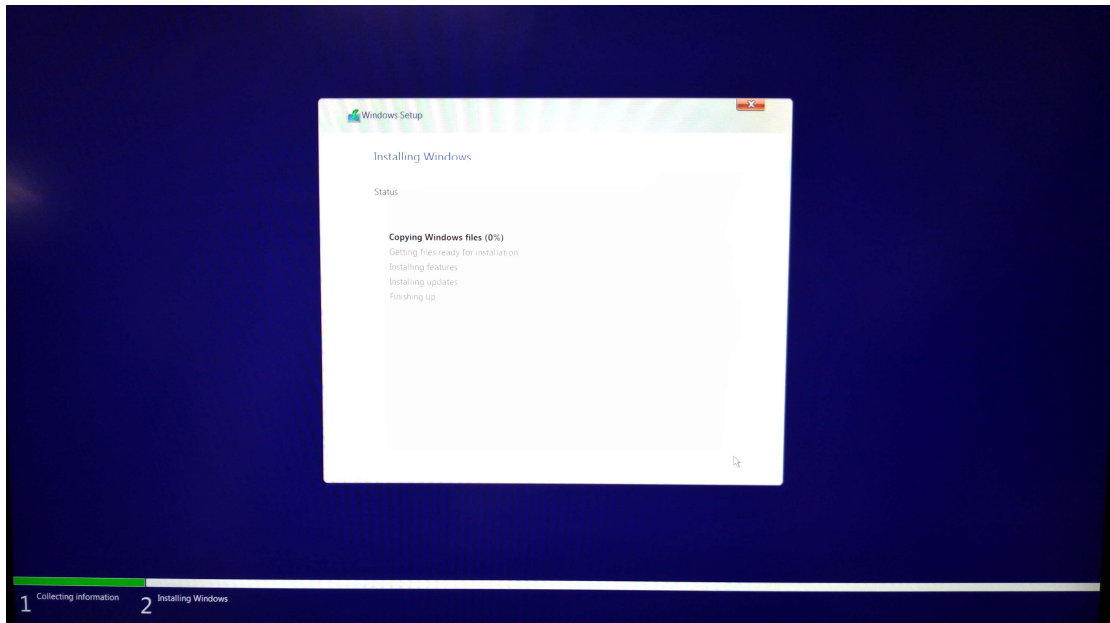 Windows Setup
Installing Windows
Status
Copying Windows files (0%)
Getting files ready for installation
Installing features
Installing updates
Finishing up
1 Collecting information
2 Installing Windows